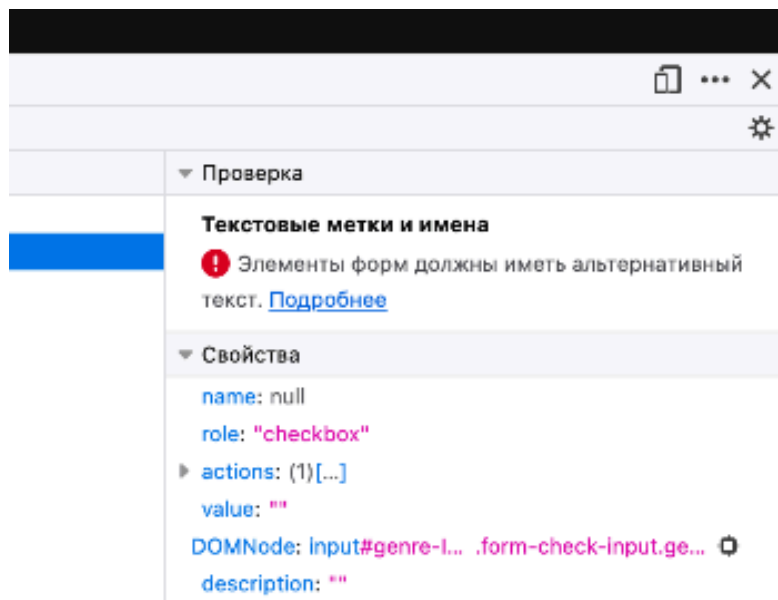 Проверка
Текстовые метки и имена
Элементы форм должны иметь альтернативный
текст. Подробнее
Свойства
name: null
role: "checkbox"
actions: (1)[...]
value: ""
DOMNode: input#genre-l... .form-check-input.ge...
description: ""